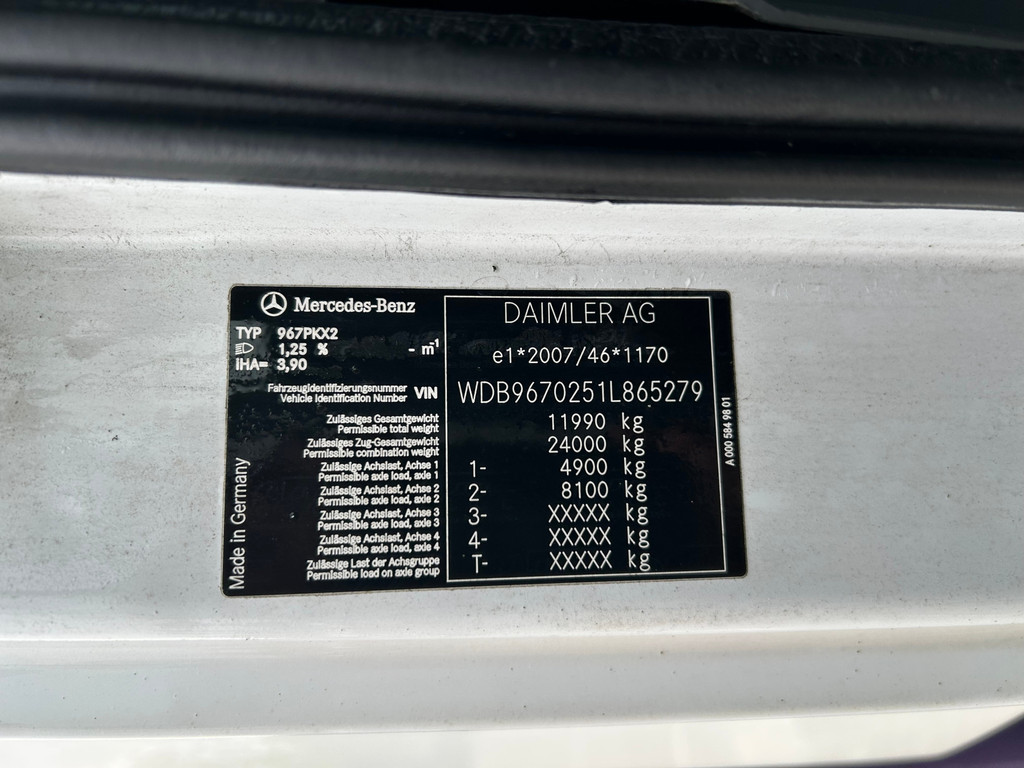 Mercedes-Benz
TYP 967PKX2
1,25 % - m-1
IHA= 3,90
Fahrzeugidentifizierungsnummer
Vehicle Identification Number VIN
Zulässiges Gesamtgewicht
Permissible total weight
Zulässiges Zug-Gesamtgewicht
Permissible combination weight
Zulässige Achslast, Achse 1
Permissible axle load, axle 1
Zulässige Achslast, Achse 2
Permissible axle load, axle 2
Zulässige Achslast, Achse 3
Permissible axle load, axle 3
Zulässige Achslast, Achse 4
Permissible axle load, axle 4
Zulässige Last der Achsgruppe
Permissible load on axle group
Made in Germany
DAIMLER AG
e1*2007/46*1170
WDB9670251L865279
11990 kg
24000 kg
1- 4900 kg
2- 8100 kg
3- XXXXX kg
4- XXXXX kg
T- XXXXX kg
A 000 584 98 01